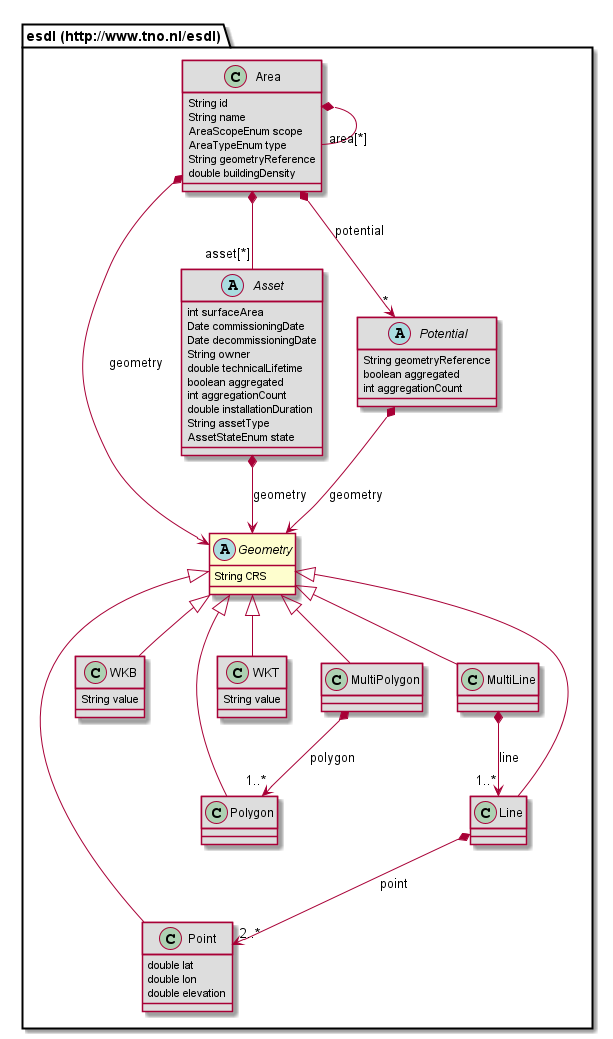 esdl (http://www.tno.nl/esdl)
C Area
String id
String name
AreaScopeEnum scope
AreaTypeEnum type
String geometryReference
double buildingDensity
area[*]
potential
asset[*]
*
A Asset
int surfaceArea
Date commissioningDate
Date decommissioningDate
String owner
double technicalLifetime
boolean aggregated
int aggregationCount
double installationDuration
String assetType
AssetStateEnum state
A Potential
String geometryReference
boolean aggregated
int aggregationCount
geometry
geometry
geometry
A Geometry
String CRS
C WKB
String value
C WKT
String value
C MultiPolygon
C MultiLine
polygon
line
1..*
1..*
C Polygon
C Line
point
2..*
C Point
double lat
double lon
double elevation